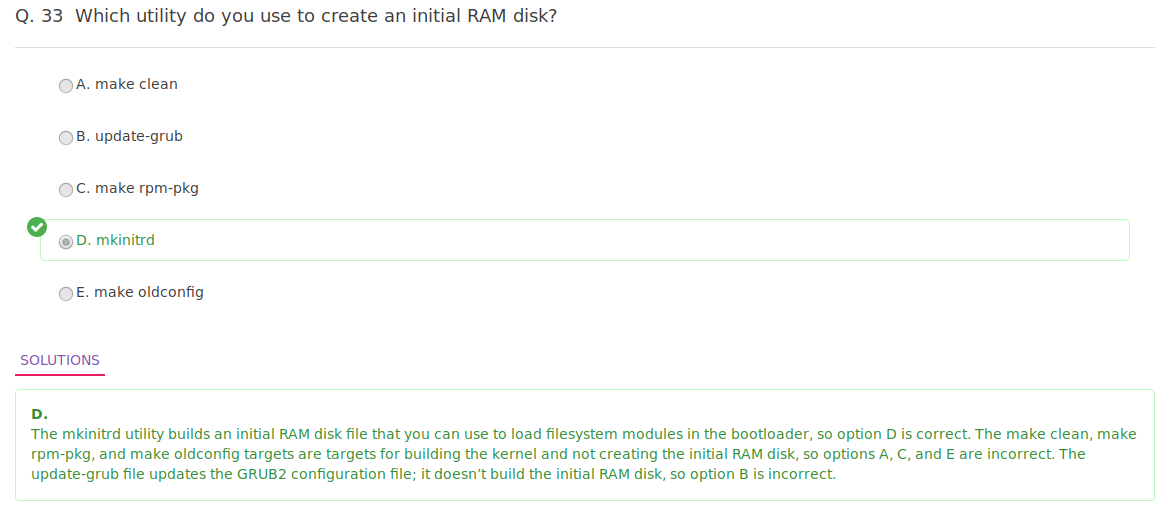 Q. 33 Which utility do you use to create an initial RAM disk?
A. make clean
B. update-grub
C. make rpm-pkg
D. mkinitrd
E. make oldconfig
SOLUTIONS
D.
The mkinitrd utility builds an initial RAM disk file that you can use to load filesystem modules in the bootloader, so option D is correct. The make clean, make
rpm-pkg, and make oldconfig targets are targets for building the kernel and not creating the initial RAM disk, so options A, C, and E are incorrect. The
update-grub file updates the GRUB2 configuration file; it doesn’t build the initial RAM disk, so option B is incorrect.